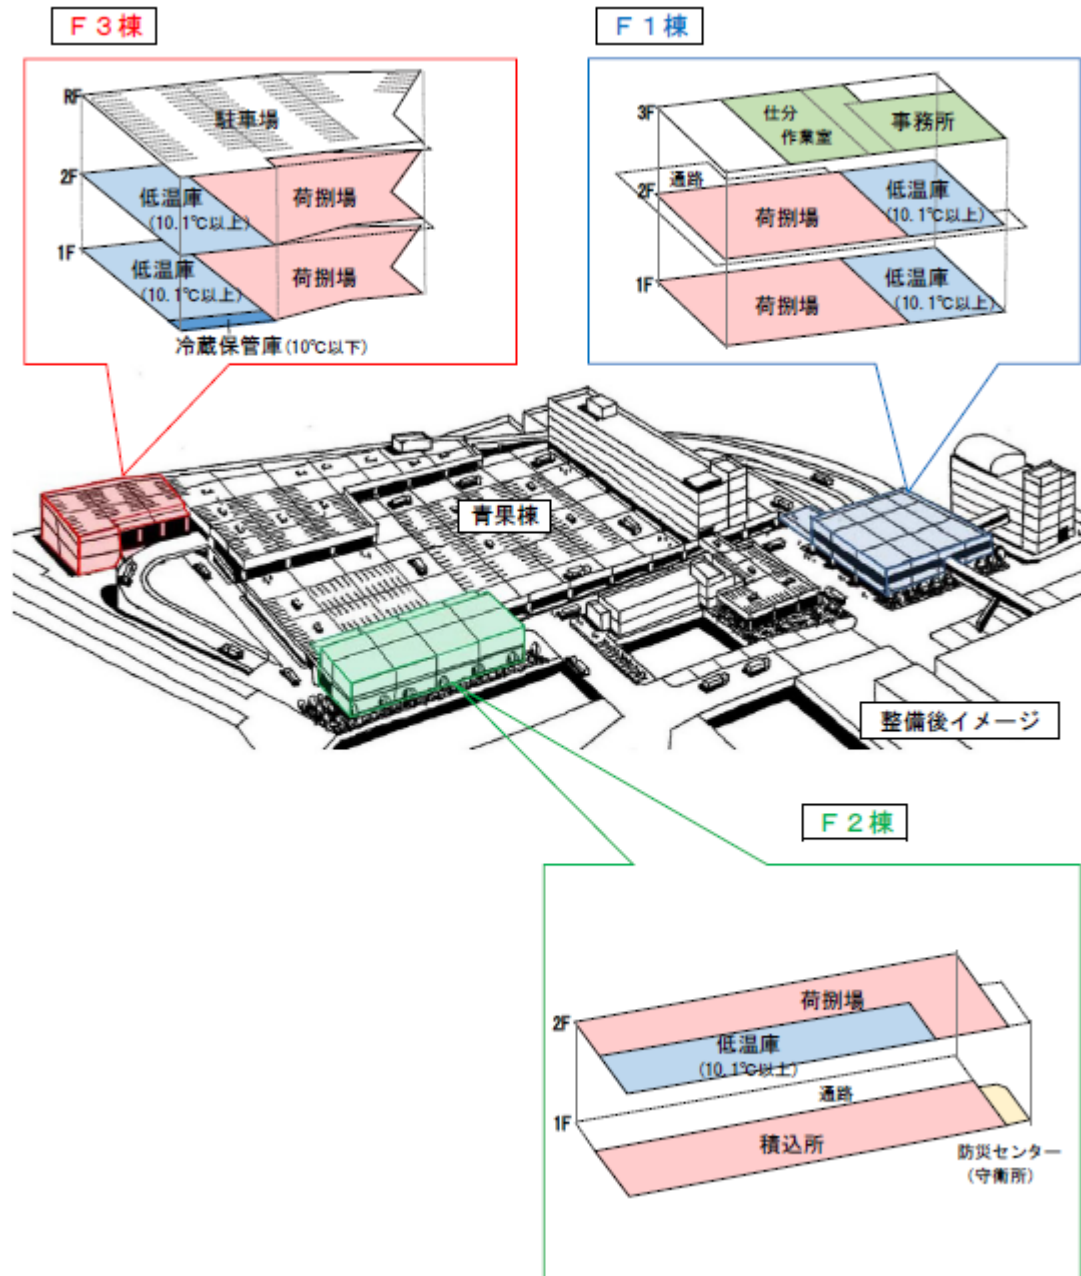 Ｆ３棟
Ｆ１棟
RF
駐車場
2F
低温庫
(10.1℃以上)
荷捌場
1F
低温庫
(10.1℃以上)
荷捌場
冷蔵保管庫(10℃以下)
3F
仕分
作業室
事務所
通路
2F
荷捌場
低温庫
(10.1℃以上)
1F
荷捌場
低温庫
(10.1℃以上)
青果棟
整備後イメージ
Ｆ２棟
2F
荷捌場
低温庫
(10.1℃以上)
通路
1F
積込所
防災センター
(守衛所)